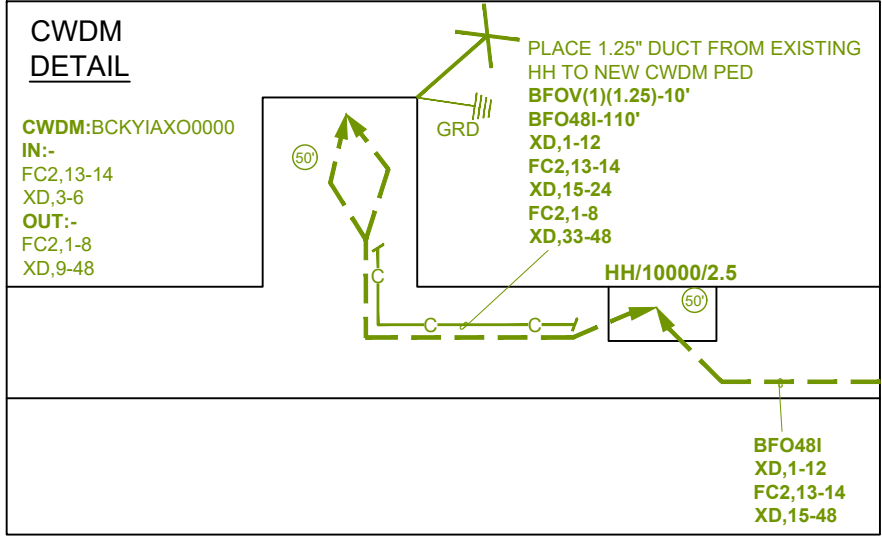 CWDM
DETAIL
CWDM:BCKYIAXO0000
IN:-
FC2,13-14
XD,3-6
OUT:-
FC2,1-8
XD,9-48
50'
GRD
PLACE 1.25" DUCT FROM EXISTING
HH TO NEW CWDM PED
BFOV(1)(1.25)-10'
BFO48I-110'
XD,1-12
FC2,13-14
XD,15-24
FC2,1-8
XD,33-48
HH/10000/2.5
50'
C
C
C
BFO48I
XD,1-12
FC2,13-14
XD,15-48